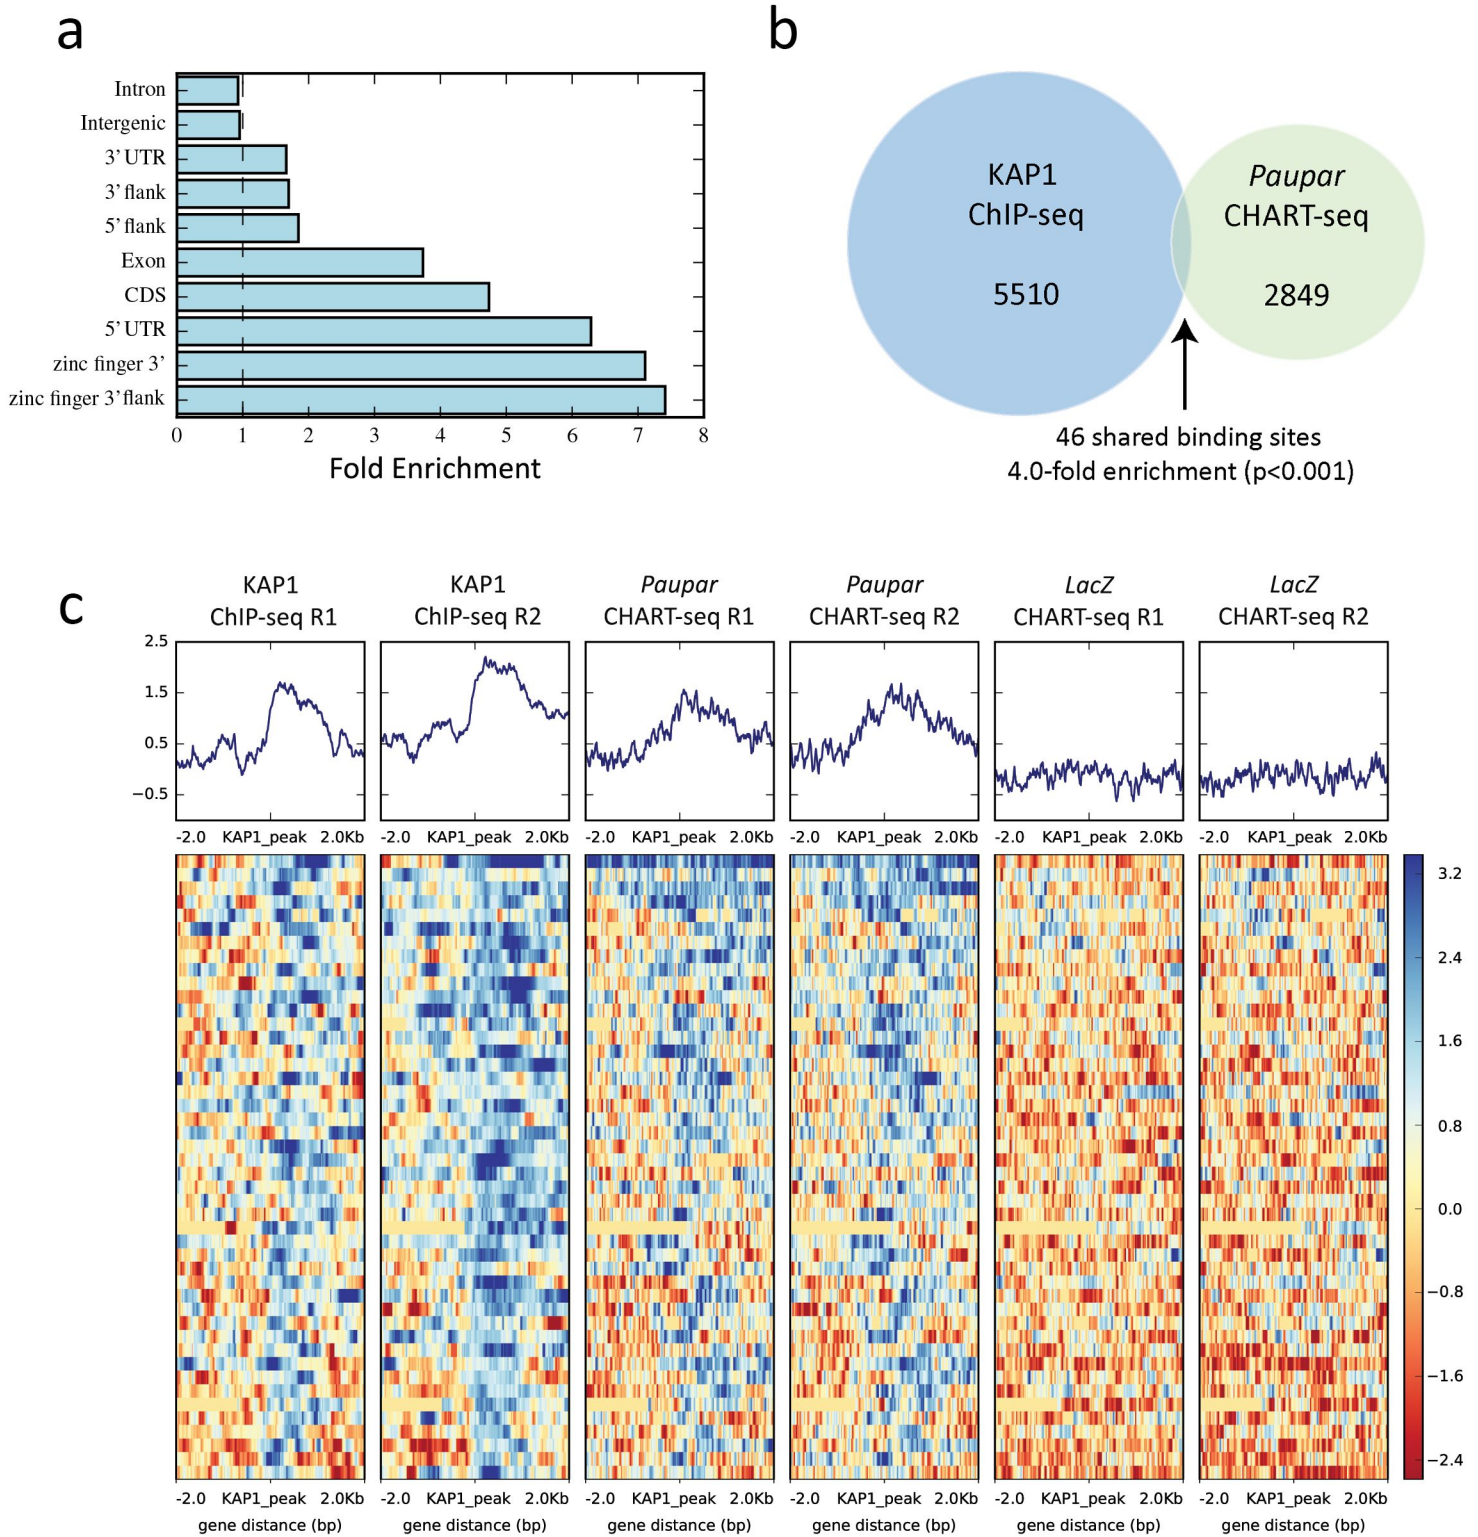 a
Intron
Intergenic
3' UTR
3' flank
5' flank
Exon
CDS
5' UTR
zinc finger 3'
zinc finger 3' flank
0 1 2 3 4 5 6 7 8
Fold Enrichment
b
KAP1
ChIP-seq
5510
Paupar
CHART-seq
2849
46 shared binding sites
4.0-fold enrichment (p<0.001)
c
KAP1
ChIP-seq R1
KAP1
ChIP-seq R2
Paupar
CHART-seq R1
Paupar
CHART-seq R2
LacZ
CHART-seq R1
LacZ
CHART-seq R2
2.5
1.5
0.5
−0.5
-2.0 KAP1_peak 2.0Kb
-2.0 KAP1_peak 2.0Kb
-2.0 KAP1_peak 2.0Kb
-2.0 KAP1_peak 2.0Kb
-2.0 KAP1_peak 2.0Kb
-2.0 KAP1_peak 2.0Kb
3.2
2.4
1.6
0.8
0.0
−0.8
−1.6
−2.4
-2.0 KAP1_peak 2.0Kb
-2.0 KAP1_peak 2.0Kb
-2.0 KAP1_peak 2.0Kb
-2.0 KAP1_peak 2.0Kb
-2.0 KAP1_peak 2.0Kb
-2.0 KAP1_peak 2.0Kb
gene distance (bp)
gene distance (bp)
gene distance (bp)
gene distance (bp)
gene distance (bp)
gene distance (bp)